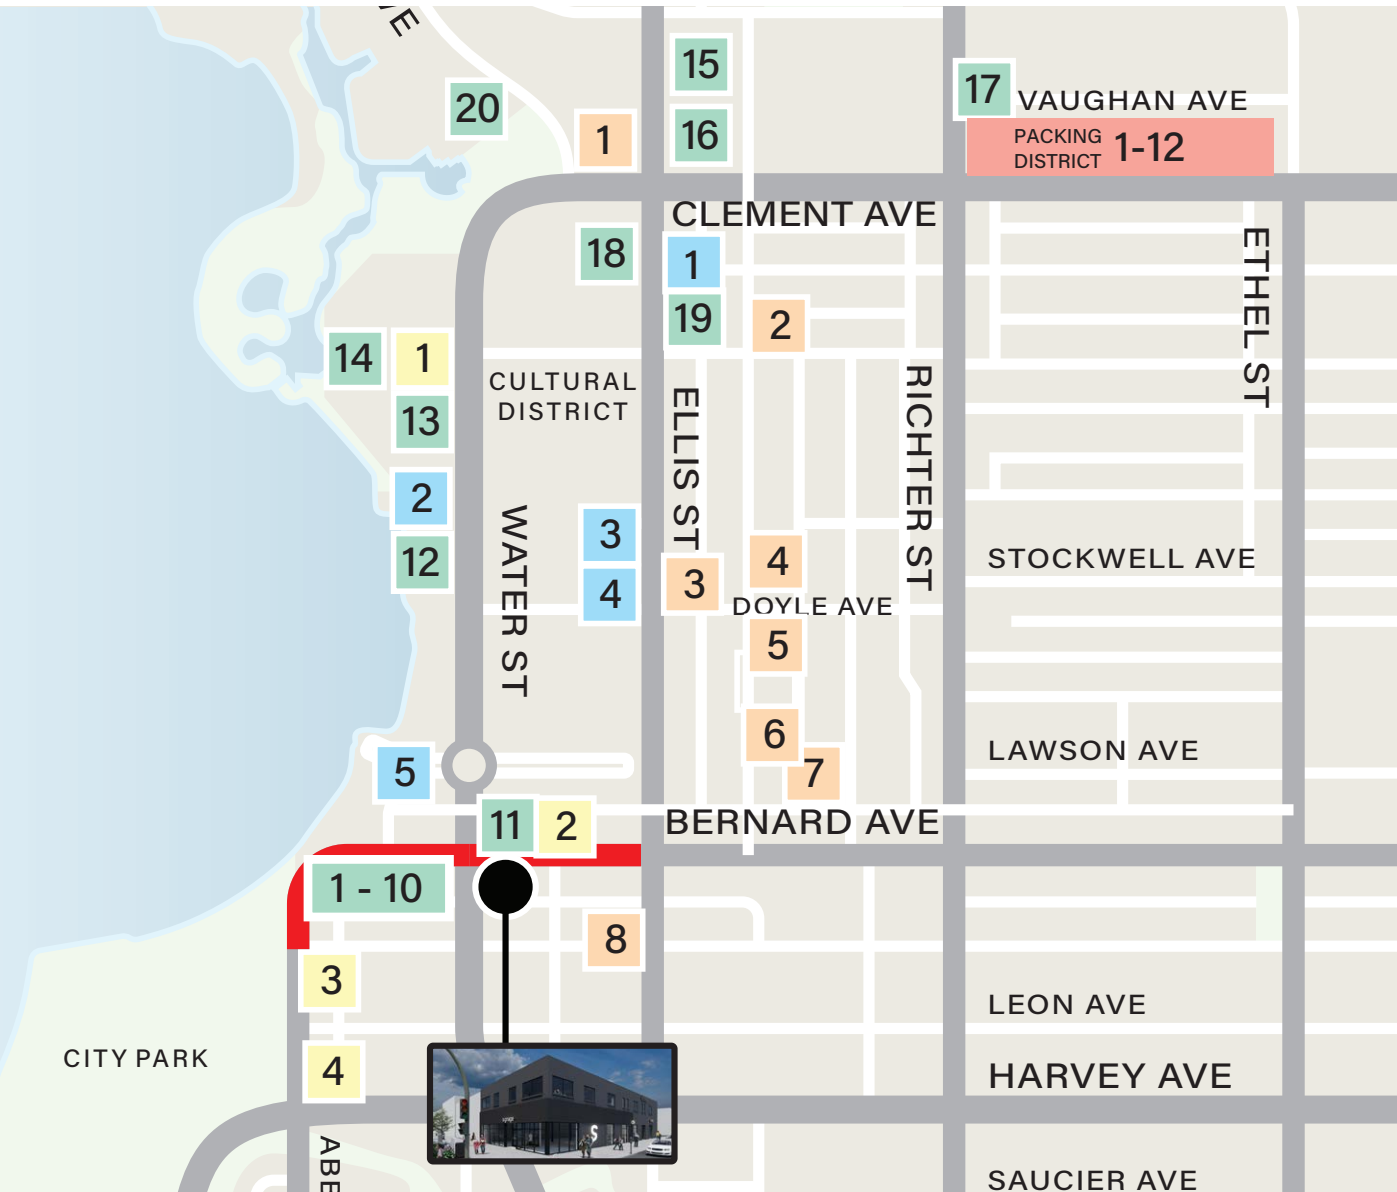 VE
15
20
17
VAUGHAN AVE
1
16
PACKING
DISTRICT
1-12
CLEMENT AVE
18
1
19
2
ETHEL ST
14
1
CULTURAL
DISTRICT
13
ELLIS ST
RICHTER ST
2
WATER ST
3
12
4
3
4
STOCKWELL AVE
DOYLE AVE
5
6
LAWSON AVE
5
7
11
2
BERNARD AVE
1 - 10
8
3
LEON AVE
CITY PARK
4
HARVEY AVE
S
ABE
SAUCIER AVE